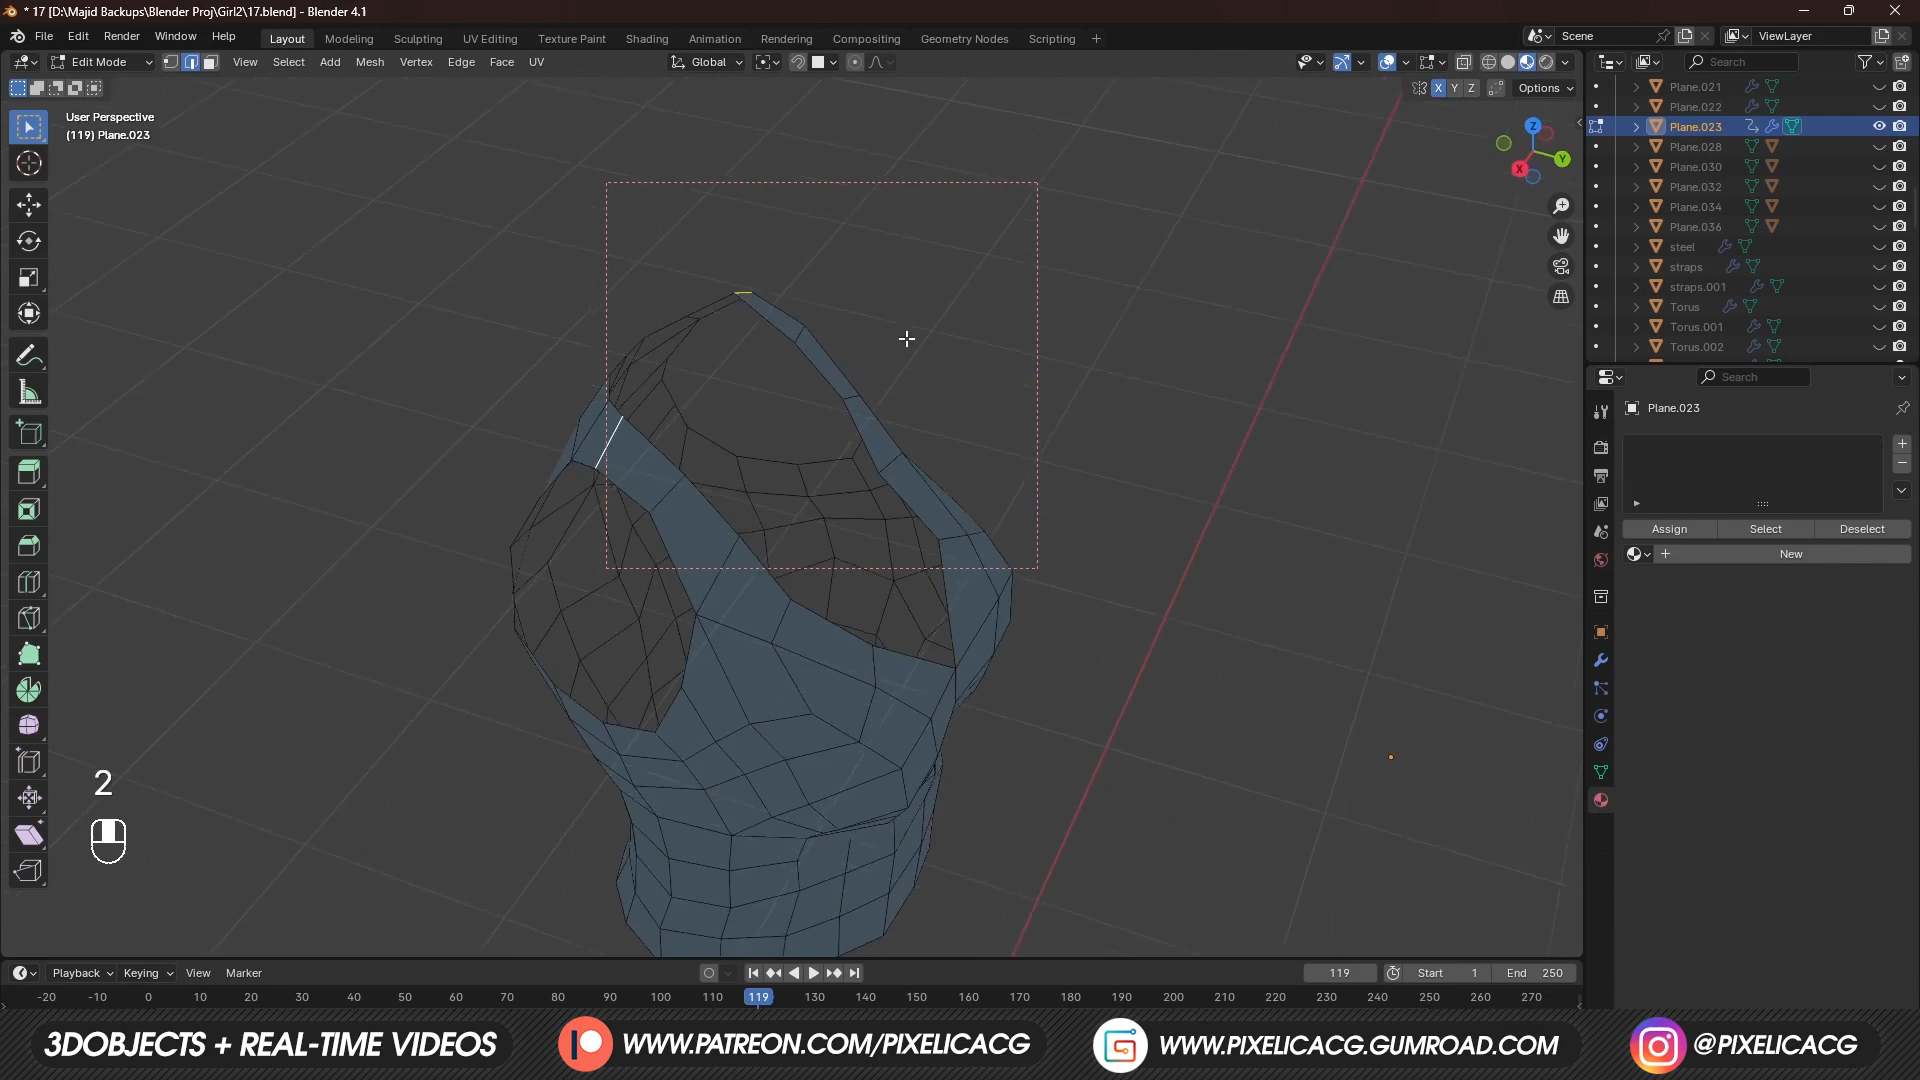 * 17 [D:\Majid Backups\Blender Proj\Girl2\17.blend] - Blender 4.1
File Edit Render Window Help
Layout Modeling Sculpting UV Editing Texture Paint Shading Animation Rendering Compositing Geometry Nodes Scripting +
Scene
ViewLayer
Edit Mode View Select Add Mesh Vertex Edge Face UV
Global
Search
X Y Z Options
User Perspective
(119) Plane.023
Z
Y
X
Plane.021
Plane.022
Plane.023
Plane.028
Plane.030
Plane.032
Plane.034
Plane.036
steel
straps
straps.001
Torus
Torus.001
Torus.002
Search
Plane.023
Assign Select Deselect
New
2
Playback Keying View Marker
119 Start 1 End 250
-20 -10 0 10 20 30 40 50 60 70 80 90 100 110 119 130 140 150 160 170 180 190 200 210 220 230 240 250 260 270
3DOBJECTS + REAL-TIME VIDEOS
WWW.PATREON.COM/PIXELICACG
WWW.PIXELICACG.GUMROAD.COM
@PIXELICACG